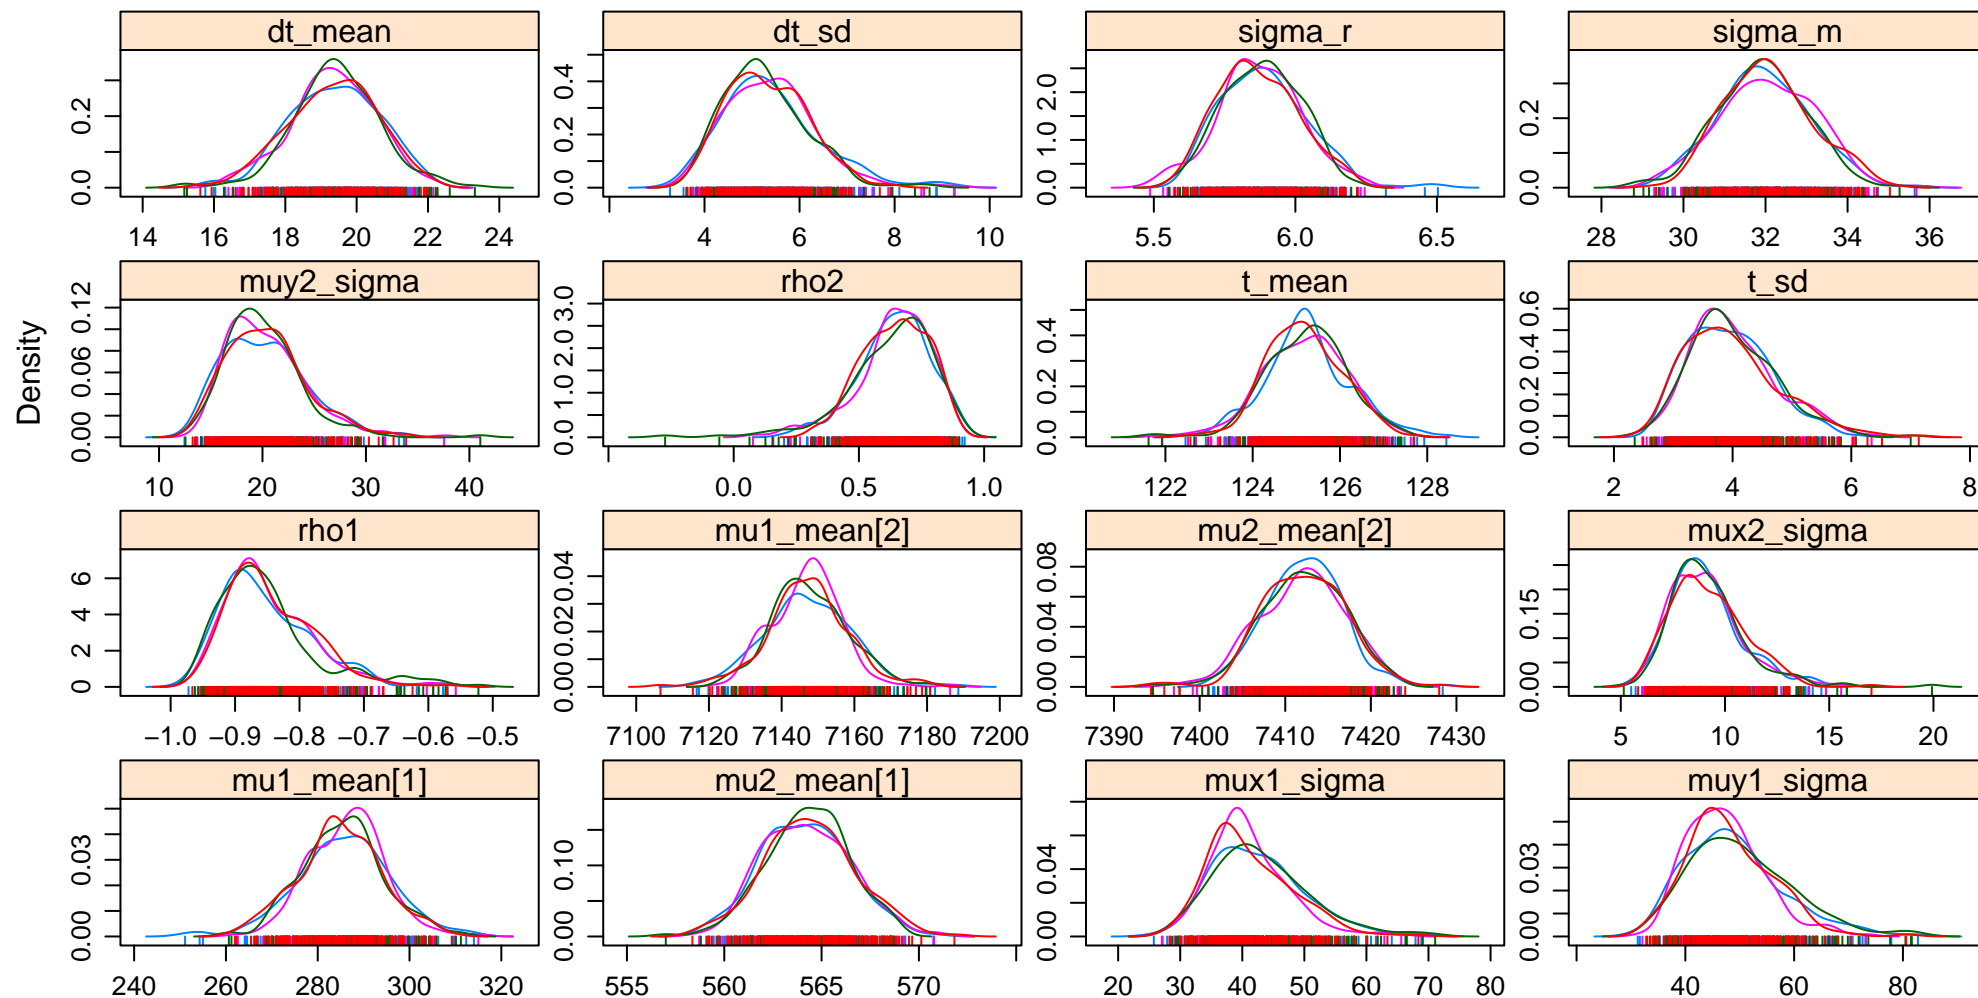 Density
dt_mean
0.0 0.2
14 16 18 20 22 24
dt_sd
0.0 0.2 0.4
4 6 8 10
sigma_r
0.0 1.0 2.0
5.5 6.0 6.5
sigma_m
0.0 0.2
28 30 32 34 36
muy2_sigma
0.00 0.06 0.12
10 20 30 40
rho2
0.0 1.0 2.0 3.0
0.0 0.5 1.0
t_mean
0.0 0.2 0.4
122 124 126 128
t_sd
0.0 0.2 0.4 0.6
2 4 6 8
rho1
0 2 4 6
−1.0 −0.9 −0.8 −0.7 −0.6 −0.5
mu1_mean[2]
0.00 0.02 0.04
7100 7120 7140 7160 7180 7200
mu2_mean[2]
0.00 0.04 0.08
7390 7400 7410 7420 7430
mux2_sigma
0.00 0.15
5 10 15 20
mu1_mean[1]
0.00 0.03
240 260 280 300 320
mu2_mean[1]
0.00 0.10
555 560 565 570
mux1_sigma
0.00 0.04
20 30 40 50 60 70 80
muy1_sigma
0.00 0.03
40 60 80